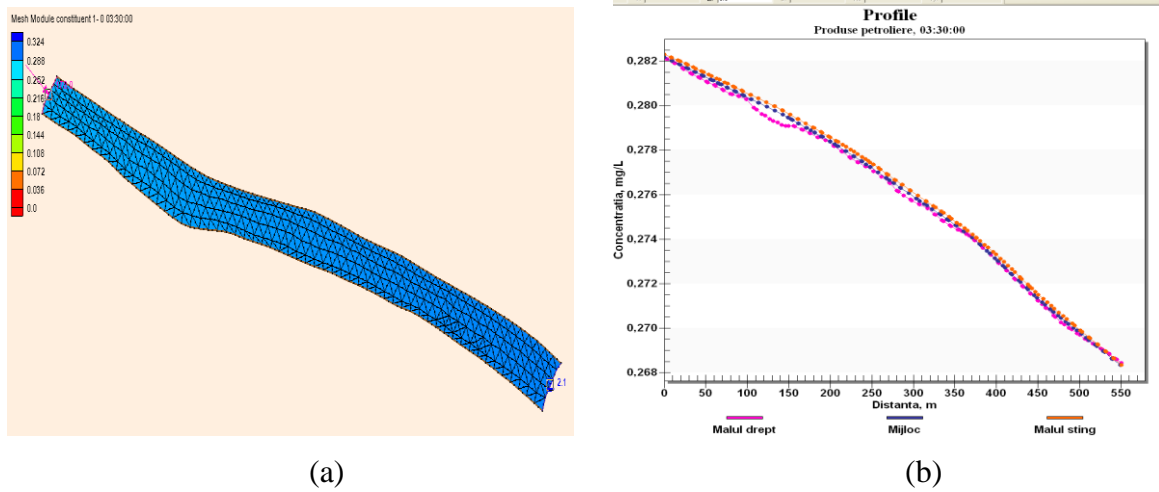 Mesh Module constituent 1- 0 03:30:00
0.324
0.288
0.252
0.216
0.18
0.144
0.108
0.072
0.036
0.0
2.1
(a)
Profile
Produse petroliere, 03:30:00
Concentratia, mg/L
0,282
0,280
0,278
0,276
0,274
0,272
0,270
0,268
0 50 100 150 200 250 300 350 400 450 500 550
Distanta, m
Malul drept Mijloc Malul sting
(b)